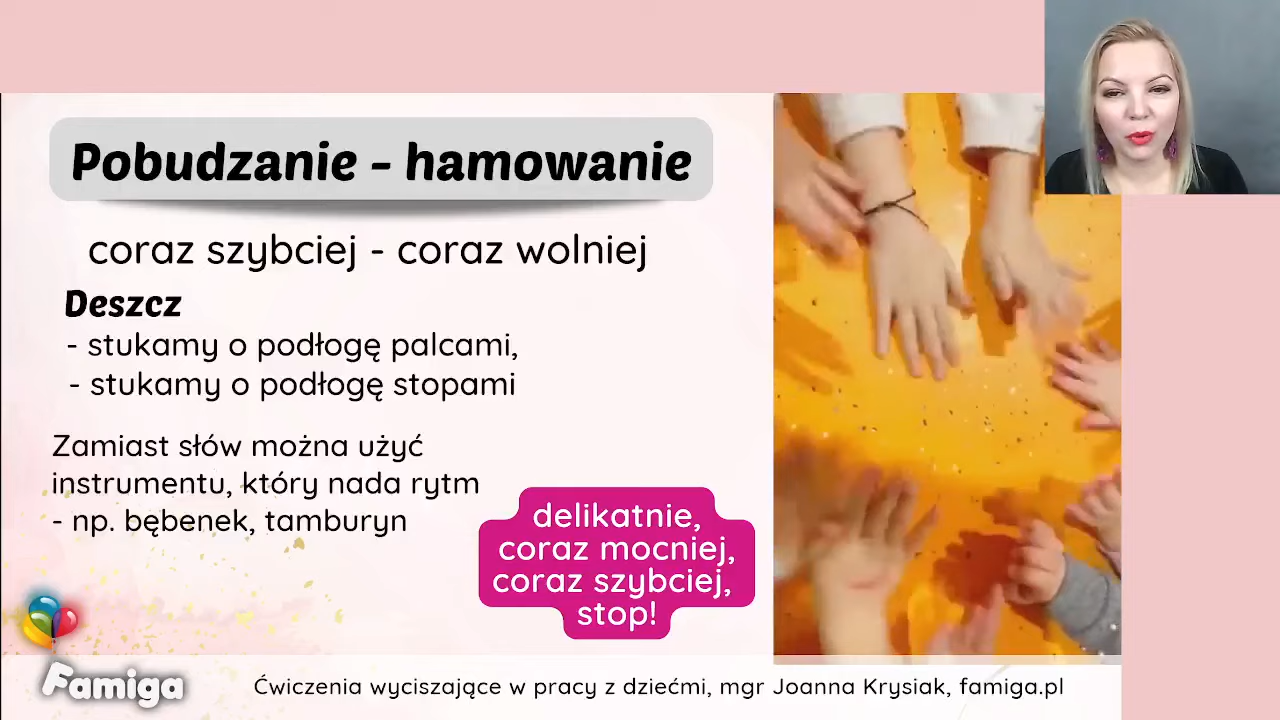 Pobudzanie - hamowanie
coraz szybciej - coraz wolniej
Deszcz
- stukamy o podłogę palcami,
- stukamy o podłogę stopami
Zamiast słów można użyć
instrumentu, który nada rytm
- np. bębenek, tamburyn
delikatnie,
coraz mocniej,
coraz szybciej,
stop!
Famiga
Ćwiczenia wyciszające w pracy z dziećmi, mgr Joanna Krysiak, famiga.pl